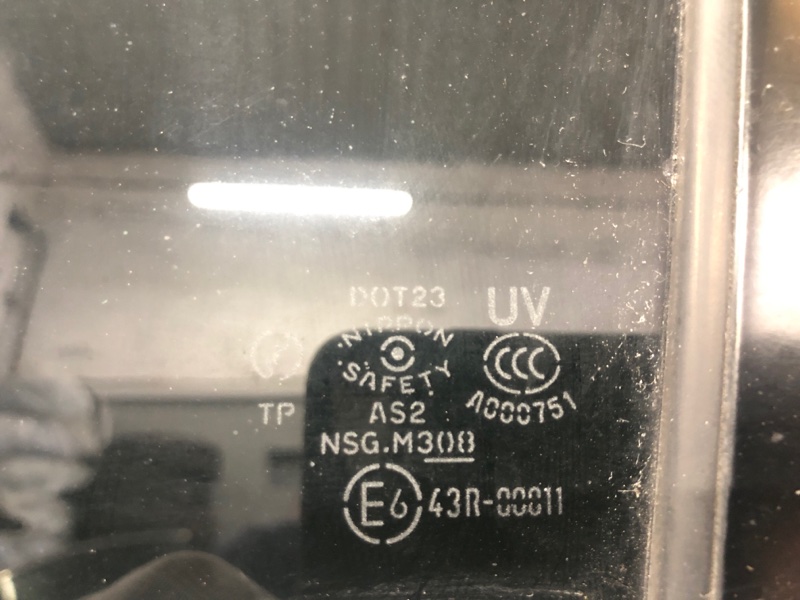 DOT23
UV
NIPPON
SAFETY
CCC
A000751
TP
AS2
NSG.M308
E6 43R-00011